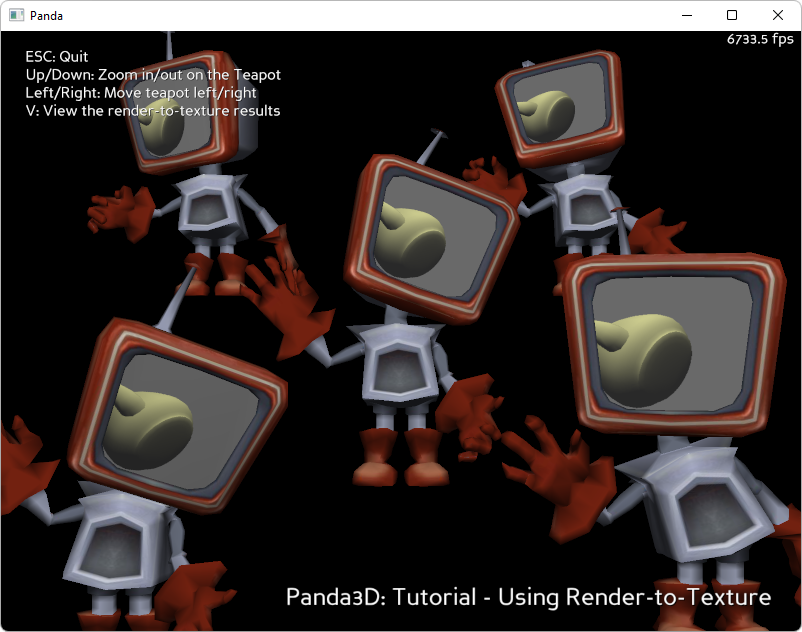 Panda
6733.5 fps
ESC: Quit
Up/Down: Zoom in/out on the Teapot
Left/Right: Move teapot left/right
V: View the render-to-texture results
Panda3D: Tutorial - Using Render-to-Texture